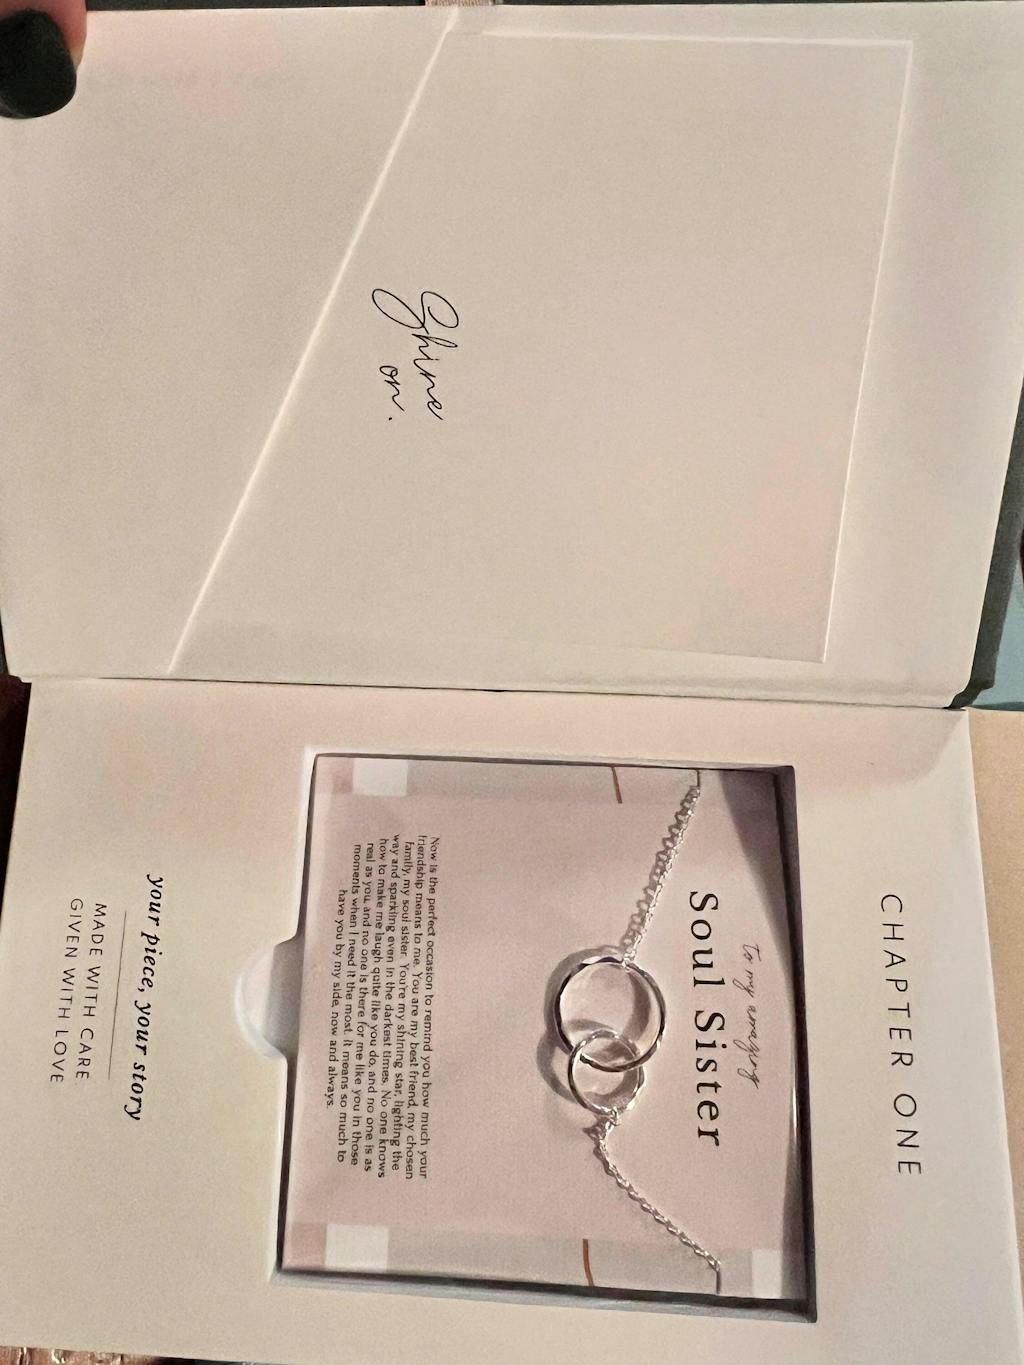 Shine
on.
CHAPTER ONE
to my amazing
Soul Sister
Now is the perfect occasion to remind you how much your
friendship means to me. You are my best friend, my chosen
family, my soul sister. You're my shining star, lighting the
way and sparkling even in the darkest times. No one knows
how to make me laugh quite like you do, and no one is as
real as you, and no one is there for me like you in those
moments when I need it the most. It means so much to
have you by my side, now and always.
your piece, your story
MADE WITH CARE
GIVEN WITH LOVE